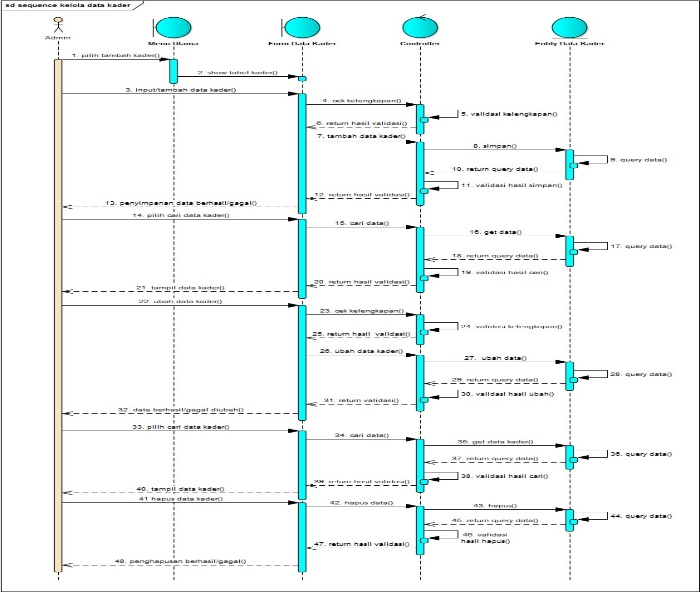 sd sequence kelola data kader
Admin
Menu Utama
Form Data Kader
Controller
Entity Data Kader
1. pilih tambah kader()
2. show tabel kader()
3. input/tambah data kader()
4. cek kelengkapan()
5. validasi kelengkapan()
6. return hasil validasi()
7. tambah data kader()
8. simpan()
9. query data()
10. return query data()
11. validasi hasil simpan()
12. return hasil validasi()
13. penyimpanan data berhasil/gagal()
14. pilih cari data kader()
15. cari data()
16. get data()
17. query data()
18. return query data()
19. validasi hasil cari()
20. return hasil validasi()
21. tampil data kader()
22. ubah data kader()
23. cek kelengkapan()
24. validasi kelengkapan()
25. return hasil validasi()
26. ubah data kader()
27. ubah data()
28. query data()
29. return query data()
30. validasi hasil ubah()
31. return validasi()
32. data berhasil/gagal diubah()
33. pilih cari data kader()
34. cari data()
35. get data kader()
36. query data()
37. return query data()
38. validasi hasil cari()
39. return hasil validasi()
40. tampil data kader()
41 hapus data kader()
42. hapus data()
43. hapus()
44. query data()
45. return query data()
46. validasi
hasil hapus()
47. return hasil validasi()
48. penghapusan berhasil/gagal()